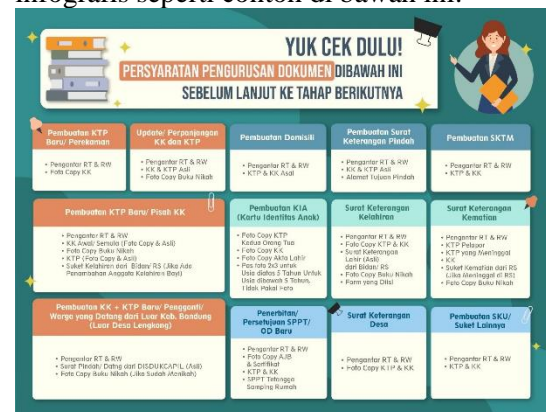 infografis seperti contoh di bawah ini:
YUK CEK DULU!
PERSYARATAN PENGURUSAN DOKUMEN DIBAWAH INI
SEBELUM LANJUT KE TAHAP BERIKUTNYA
Pembuatan KTP
Baru/ Perekaman
• Pengantar RT & RW
• Foto Copy KK
Update/ Perpanjangan
KK dan KTP
• Pengantar RT & RW
• KK & KTP Asli
• Foto Copy Buku Nikah
Pembuatan Domisili
• Pengantar RT & RW
• KTP & KK Asal
Pembuatan Surat
Keterangan Pindah
• Pengantar RT & RW
• KK & KTP Asli
• Alamat Tujuan Pindah
Pembuatan SKTM
• Pengantar RT & RW
• KTP & KK
Pembuatan KTP Baru/ Pisah KK
• Pengantar RT & RW
• KK Awal/ Semula (Foto Copy & Asli)
• Foto Copy Buku Nikah
• KTP (Foto Copy & Asli)
• Suket Kelahiran dari Bidan/ RS (Jika Ada
Penambahan Anggota Kelahiran Bayi)
Pembuatan KIA
(Kartu Identitas Anak)
• Foto Copy KTP
Kedua Orang Tua
• Foto Copy KK
• Foto Copy Akta Lahir
• Pas foto 2x3 untuk
Usia diatas 5 Tahun Untuk
Usia dibawah 5 Tahun,
Tidak Pakai Foto
Surat Keterangan
Kelahiran
• Pengantar RT & RW
• Foto Copy KTP & KK
• Surat Keterangan
Lahir (Asli)
dari Bidan/ RS
• Foto Copy Buku Nikah
• Form yang Diisi
Surat Keterangan
Kematian
• Pengantar RT & RW
• KTP Pelapor
• KTP yang Meninggal
• KK
• Suket Kematian dari RS
(Jika Meninggal di RS)
• Foto Copy Buku Nikah
Pembuatan KK + KTP Baru/ Pengganti/
Warga yang Datang dari Luar Kab. Bandung
(Luar Desa Lengkong)
• Pengantar RT & RW
• Surat Pindah/ Datang dari DISDUKCAPIL (Asli)
• Foto Copy Buku Nikah (Jika Sudah Menikah)
Penerbitan/
Persetujuan SPPT/
OD Baru
• Pengantar RT & RW
• Foto Copy AJB
& Sertifikat
• KTP & KK
• SPPT Tetangga
Samping Rumah
Surat Keterangan
Desa
• Pengantar RT & RW
• Foto Copy KTP & KK
Pembuatan SKU/
Suket Lainnya
• Pengantar RT & RW
• KTP & KK